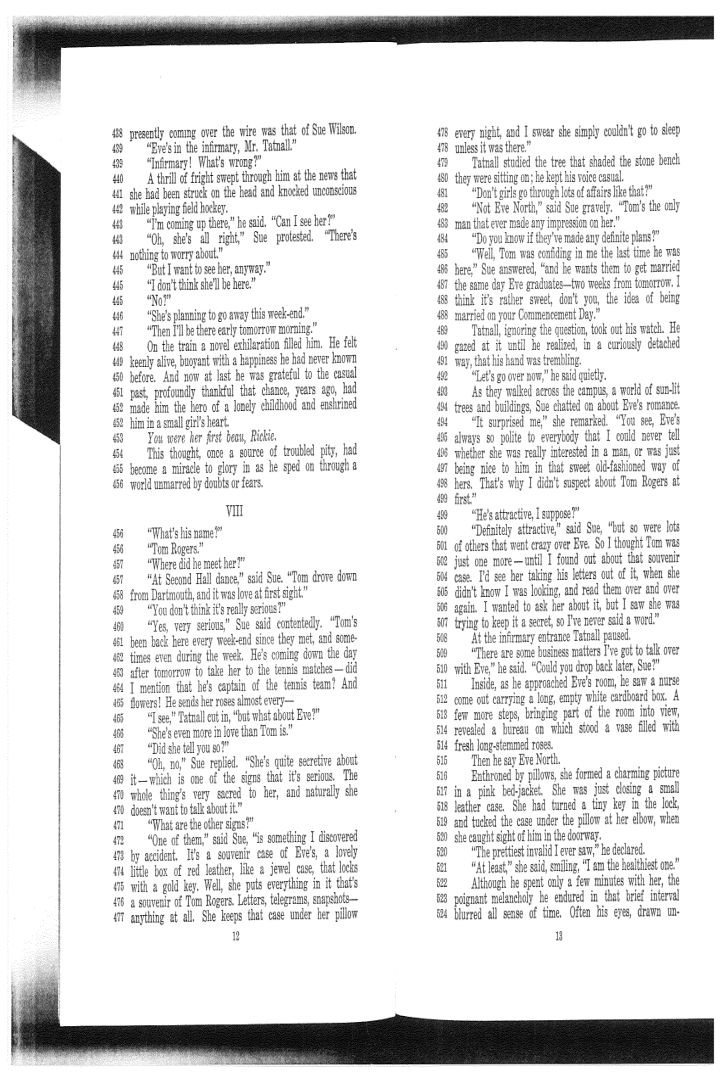 438 presently coming over the wire was that of Sue Wilson.
439 “Eve's in the infirmary, Mr. Tatnall.”
439 “Infirmary! What's wrong?”
440 A thrill of fright swept through him at the news that
441 she had been struck on the head and knocked unconscious
442 while playing field hockey.
443 “I'm coming up there,” he said. “Can I see her?”
443 “Oh, she's all right,” Sue protested. “There's
444 nothing to worry about.”
445 “But I want to see her, anyway.”
445 “I don't think she'll be here.”
445 “No?”
446 “She's planning to go away this week-end.”
447 “Then I'll be there early tomorrow morning.”
448 On the train a novel exhilaration filled him. He felt
449 keenly alive, buoyant with a happiness he had never known
450 before. And now at last he was grateful to the casual
451 past, profoundly thankful that chance, years ago, had
452 made him the hero of a lonely childhood and enshrined
452 him in a small girl's heart.
453 You were her first beau, Rickie.
454 This thought, once a source of troubled pity, had
455 become a miracle to glory in as he sped on through a
456 world unmarred by doubts or fears.
VIII
456 “What's his name?”
456 “Tom Rogers.”
457 “Where did he meet her?”
457 “At Second Hall dance,” said Sue. “Tom drove down
458 from Dartmouth, and it was love at first sight.”
459 “You don't think it's really serious?”
460 “Yes, very serious,” Sue said contentedly. “Tom's
461 been back here every week-end since they met, and some-
462 times even during the week. He's coming down the day
463 after tomorrow to take her to the tennis matches—did
464 I mention that he's captain of the tennis team? And
465 flowers! He sends her roses almost every—
465 “I see,” Tatnall cut in, “but what about Eve?”
466 “She's even more in love than Tom is.”
467 “Did she tell you so?”
468 “Oh, no,” Sue replied. “She's quite secretive about
469 it—which is one of the signs that it's serious. The
470 whole thing's very sacred to her, and naturally she
470 doesn't want to talk about it.”
471 “What are the other signs?”
472 “One of them,” said Sue, “is something I discovered
473 by accident. It's a souvenir case of Eve's, a lovely
474 little box of red leather, like a jewel case, that locks
475 with a gold key. Well, she puts everything in it that's
476 a souvenir of Tom Rogers. Letters, telegrams, snapshots—
477 anything at all. She keeps that case under her pillow
12
478 every night, and I swear she simply couldn't go to sleep
478 unless it was there.”
479 Tatnall studied the tree that shaded the stone bench
480 they were sitting on; he kept his voice casual.
481 “Don't girls go through lots of affairs like that?”
482 “Not Eve North,” said Sue gravely. “Tom's the only
483 man that ever made any impression on her.”
484 “Do you know if they've made any definite plans?”
485 “Well, Tom was confiding in me the last time he was
486 here,” Sue answered, “and he wants them to get married
487 the same day Eve graduates—two weeks from tomorrow. I
488 think it's rather sweet, don't you, the idea of being
488 married on your Commencement Day.”
489 Tatnall, ignoring the question, took out his watch. He
490 gazed at it until he realized, in a curiously detached
491 way, that his hand was trembling.
492 “Let's go over now,” he said quietly.
493 As they walked across the campus, a world of sun-lit
494 trees and buildings, Sue chatted on about Eve's romance.
494 “It surprised me,” she remarked. “You see, Eve's
495 always so polite to everybody that I could never tell
496 whether she was really interested in a man, or was just
497 being nice to him in that sweet old-fashioned way of
498 hers. That's why I didn't suspect about Tom Rogers at
499 first.”
499 “He's attractive, I suppose?”
500 “Definitely attractive,” said Sue, “but so were lots
501 of others that went crazy over Eve. So I thought Tom was
502 just one more—until I found out about that souvenir
504 case. I'd see her taking his letters out of it, when she
505 didn't know I was looking, and read them over and over
506 again. I wanted to ask her about it, but I saw she was
507 trying to keep it a secret, so I've never said a word.”
508 At the infirmary entrance Tatnall paused.
509 “There are some business matters I've got to talk over
510 with Eve,” he said. “Could you drop back later, Sue?”
511 Inside, as he approached Eve's room, he saw a nurse
512 come out carrying a long, empty white cardboard box. A
513 few more steps, bringing part of the room into view,
514 revealed a bureau on which stood a vase filled with
514 fresh long-stemmed roses.
515 Then he say Eve North.
516 Enthroned by pillows, she formed a charming picture
517 in a pink bed-jacket. She was just closing a small
518 leather case. She had turned a tiny key in the lock,
519 and tucked the case under the pillow at her elbow, when
520 she caught sight of him in the doorway.
520 “The prettiest invalid I ever saw,” he declared.
521 “At least,” she said, smiling, “I am the healthiest one.”
522 Although he spent only a few minutes with her, the
523 poignant melancholy he endured in that brief interval
524 blurred all sense of time. Often his eyes, drawn un-
13